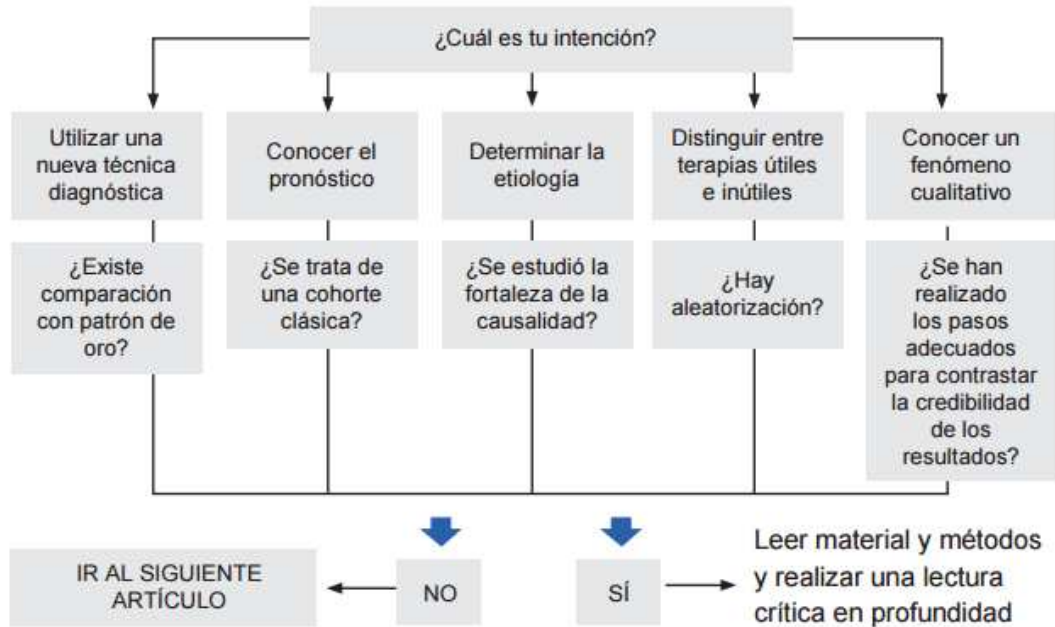 ¿Cuál es tu intención?
Utilizar una
nueva técnica
diagnóstica
Conocer el
pronóstico
Determinar la
etiología
Distinguir entre
terapias útiles
e inútiles
Conocer un
fenómeno
cualitativo
¿Existe
comparación
con patrón de
oro?
¿Se trata de
una cohorte
clásica?
¿Se estudió la
fortaleza de la
causalidad?
¿Hay
aleatorización?
¿Se han
realizado
los pasos
adecuados
para contrastar
la credibilidad
de los
resultados?
IR AL SIGUIENTE
ARTÍCULO
NO
SÍ
Leer material y métodos
y realizar una lectura
crítica en profundidad